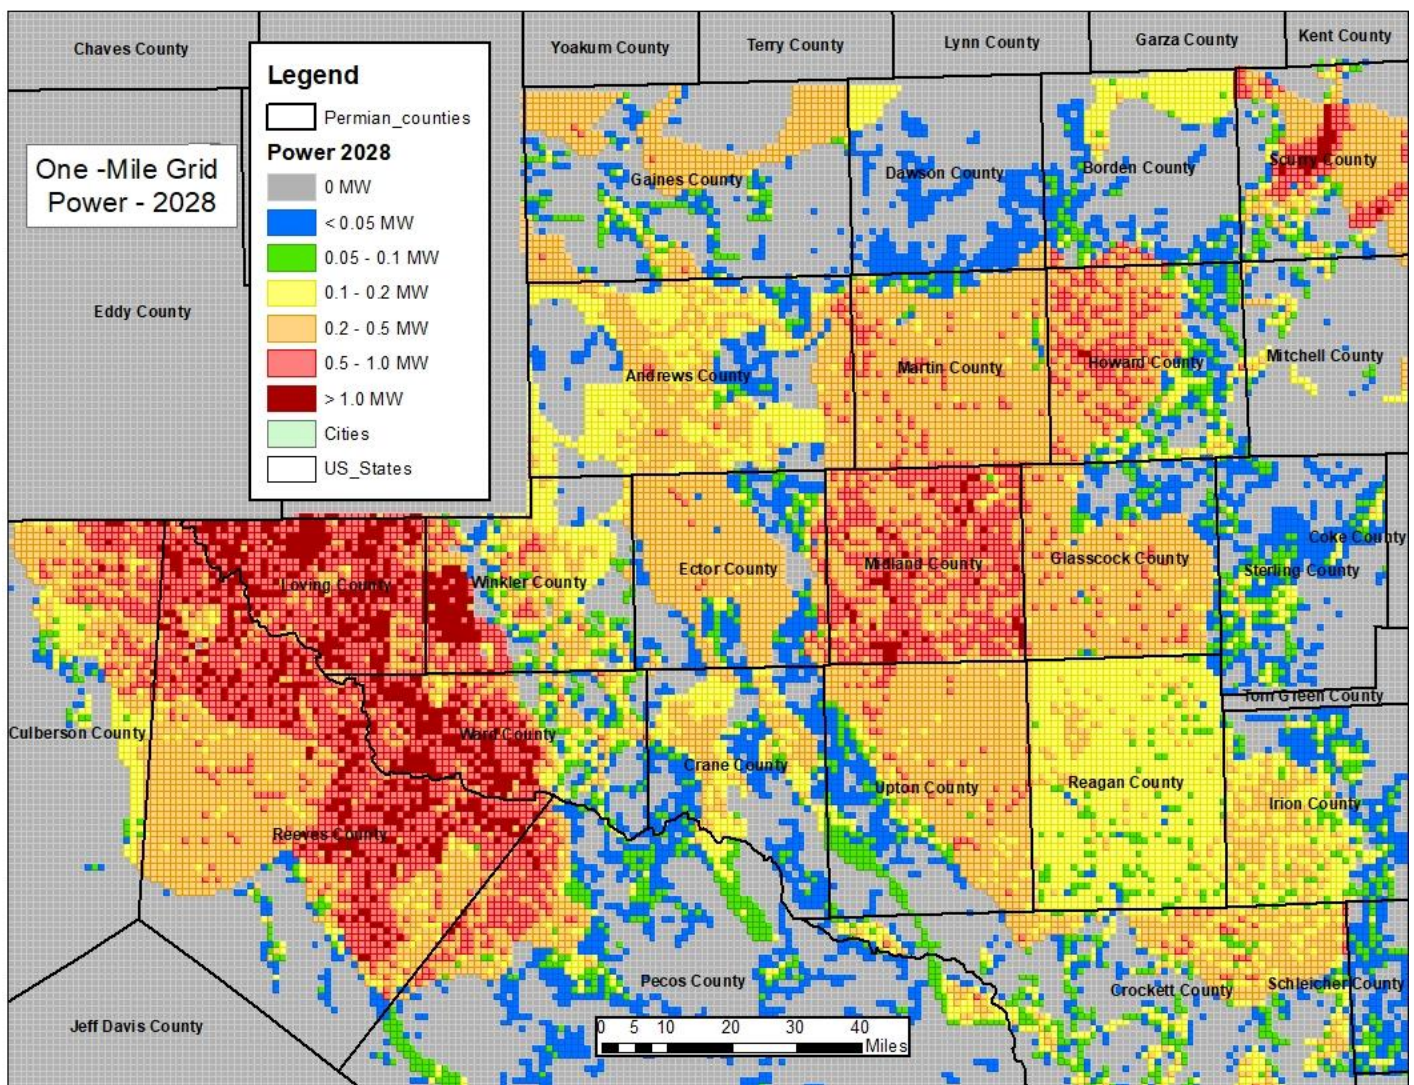 Chaves County
Yoakum County
Terry County
Lynn County
Garza County
Kent County
Legend
Permian_counties
Power 2028
0 MW
< 0.05 MW
0.05 - 0.1 MW
0.1 - 0.2 MW
0.2 - 0.5 MW
0.5 - 1.0 MW
> 1.0 MW
Cities
US_States
One -Mile Grid
Power - 2028
Gaines County
Dawson County
Borden County
Scurry County
Eddy County
Andrews County
Martin County
Howard County
Mitchell County
Loving County
Winkler County
Ector County
Midland County
Glasscock County
Coke County
Sterling County
Tom Green County
Culberson County
Ward County
Crane County
Upton County
Reagan County
Irion County
Reeves County
Pecos County
Crockett County
Schleicher County
Jeff Davis County
0 5 10 20 30 40
Miles